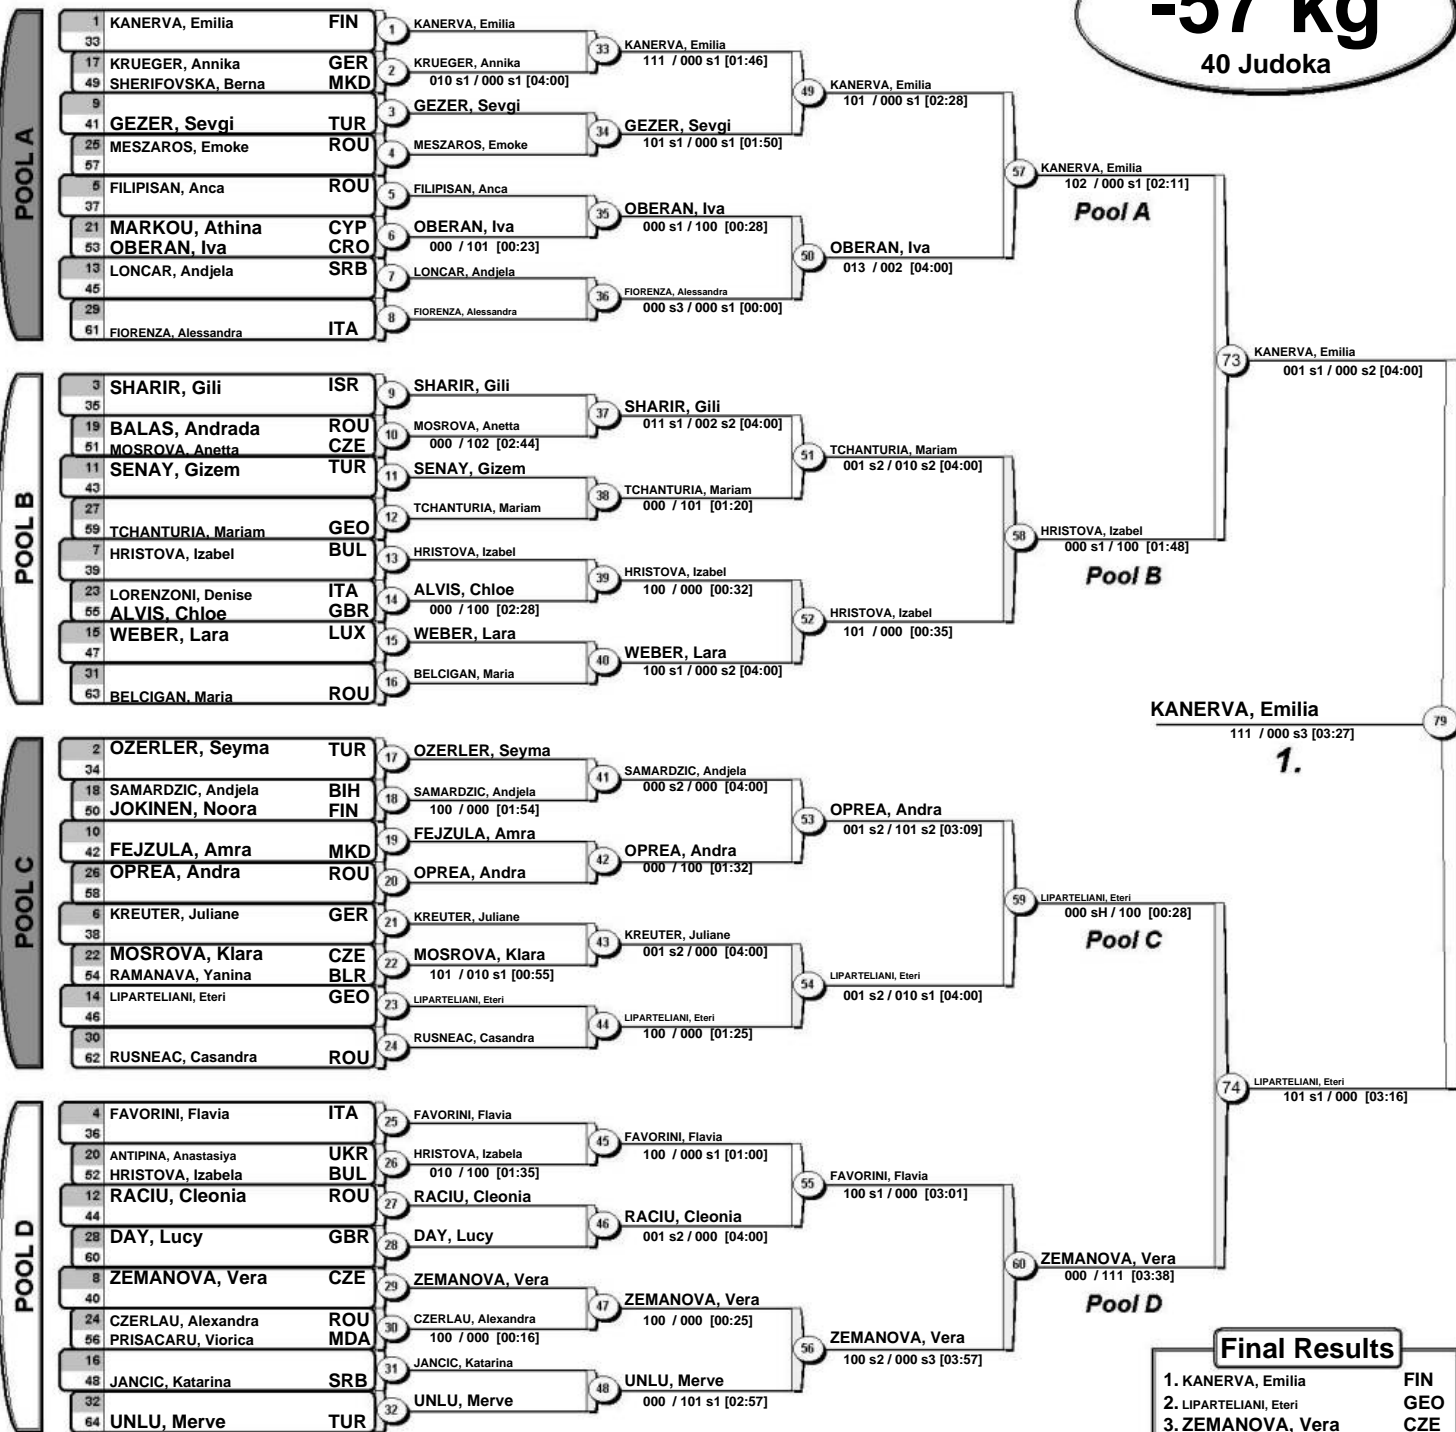 -57 kg
40 Judoka
POOL A
1 KANERVA, Emilia FIN
33
17 KRUEGER, Annika GER
49 SHERIFOVSKA, Berna MKD
9
41 GEZER, Sevgi TUR
25 MESZAROS, Emoke ROU
57
5 FILIPISAN, Anca ROU
37
21 MARKOU, Athina CYP
53 OBERAN, Iva CRO
13 LONCAR, Andjela SRB
45
29
61 FIORENZA, Alessandra ITA
1 KANERVA, Emilia
2 KRUEGER, Annika
010 s1 / 000 s1 [04:00]
3 GEZER, Sevgi
4 MESZAROS, Emoke
5 FILIPISAN, Anca
6 OBERAN, Iva
000 / 101 [00:23]
7 LONCAR, Andjela
8 FIORENZA, Alessandra
33 KANERVA, Emilia
111 / 000 s1 [01:46]
34 GEZER, Sevgi
101 s1 / 000 s1 [01:50]
35 OBERAN, Iva
000 s1 / 100 [00:28]
36 FIORENZA, Alessandra
000 s3 / 000 s1 [00:00]
49 KANERVA, Emilia
101 / 000 s1 [02:28]
50 OBERAN, Iva
013 / 002 [04:00]
57 KANERVA, Emilia
102 / 000 s1 [02:11]
Pool A
POOL B
3 SHARIR, Gili ISR
35
19 BALAS, Andrada ROU
51 MOSROVA, Anetta CZE
11 SENAY, Gizem TUR
43
27
59 TCHANTURIA, Mariam GEO
7 HRISTOVA, Izabel BUL
39
23 LORENZONI, Denise ITA
55 ALVIS, Chloe GBR
15 WEBER, Lara LUX
47
31
63 BELCIGAN, Maria ROU
9 SHARIR, Gili
10 MOSROVA, Anetta
000 / 102 [02:44]
11 SENAY, Gizem
12 TCHANTURIA, Mariam
13 HRISTOVA, Izabel
14 ALVIS, Chloe
000 / 100 [02:28]
15 WEBER, Lara
16 BELCIGAN, Maria
37 SHARIR, Gili
011 s1 / 002 s2 [04:00]
38 TCHANTURIA, Mariam
000 / 101 [01:20]
39 HRISTOVA, Izabel
100 / 000 [00:32]
40 WEBER, Lara
100 s1 / 000 s2 [04:00]
51 TCHANTURIA, Mariam
001 s2 / 010 s2 [04:00]
52 HRISTOVA, Izabel
101 / 000 [00:35]
58 HRISTOVA, Izabel
000 s1 / 100 [01:48]
Pool B
73 KANERVA, Emilia
001 s1 / 000 s2 [04:00]
KANERVA, Emilia 79
111 / 000 s3 [03:27]
1.
POOL C
2 OZERLER, Seyma TUR
34
18 SAMARDZIC, Andjela BIH
50 JOKINEN, Noora FIN
10
42 FEJZULA, Amra MKD
26 OPREA, Andra ROU
58
6 KREUTER, Juliane GER
38
22 MOSROVA, Klara CZE
54 RAMANAVA, Yanina BLR
14 LIPARTELIANI, Eteri GEO
46
30
62 RUSNEAC, Casandra ROU
17 OZERLER, Seyma
18 SAMARDZIC, Andjela
100 / 000 [01:54]
19 FEJZULA, Amra
20 OPREA, Andra
21 KREUTER, Juliane
22 MOSROVA, Klara
101 / 010 s1 [00:55]
23 LIPARTELIANI, Eteri
24 RUSNEAC, Casandra
41 SAMARDZIC, Andjela
000 s2 / 000 [04:00]
42 OPREA, Andra
000 / 100 [01:32]
43 KREUTER, Juliane
001 s2 / 000 [04:00]
44 LIPARTELIANI, Eteri
100 / 000 [01:25]
53 OPREA, Andra
001 s2 / 101 s2 [03:09]
54 LIPARTELIANI, Eteri
001 s2 / 010 s1 [04:00]
59 LIPARTELIANI, Eteri
000 sH / 100 [00:28]
Pool C
POOL D
4 FAVORINI, Flavia ITA
36
20 ANTIPINA, Anastasiya UKR
52 HRISTOVA, Izabela BUL
12 RACIU, Cleonia ROU
44
28 DAY, Lucy GBR
60
8 ZEMANOVA, Vera CZE
40
24 CZERLAU, Alexandra ROU
56 PRISACARU, Viorica MDA
16
48 JANCIC, Katarina SRB
32
64 UNLU, Merve TUR
25 FAVORINI, Flavia
26 HRISTOVA, Izabela
010 / 100 [01:35]
27 RACIU, Cleonia
28 DAY, Lucy
29 ZEMANOVA, Vera
30 CZERLAU, Alexandra
100 / 000 [00:16]
31 JANCIC, Katarina
32 UNLU, Merve
45 FAVORINI, Flavia
100 / 000 s1 [01:00]
46 RACIU, Cleonia
001 s2 / 000 [04:00]
47 ZEMANOVA, Vera
100 / 000 [00:25]
48 UNLU, Merve
000 / 101 s1 [02:57]
55 FAVORINI, Flavia
100 s1 / 000 [03:01]
56 ZEMANOVA, Vera
100 s2 / 000 s3 [03:57]
60 ZEMANOVA, Vera
000 / 111 [03:38]
Pool D
74 LIPARTELIANI, Eteri
101 s1 / 000 [03:16]
Final Results
1. KANERVA, Emilia FIN
2. LIPARTELIANI, Eteri GEO
3. ZEMANOVA, Vera CZE